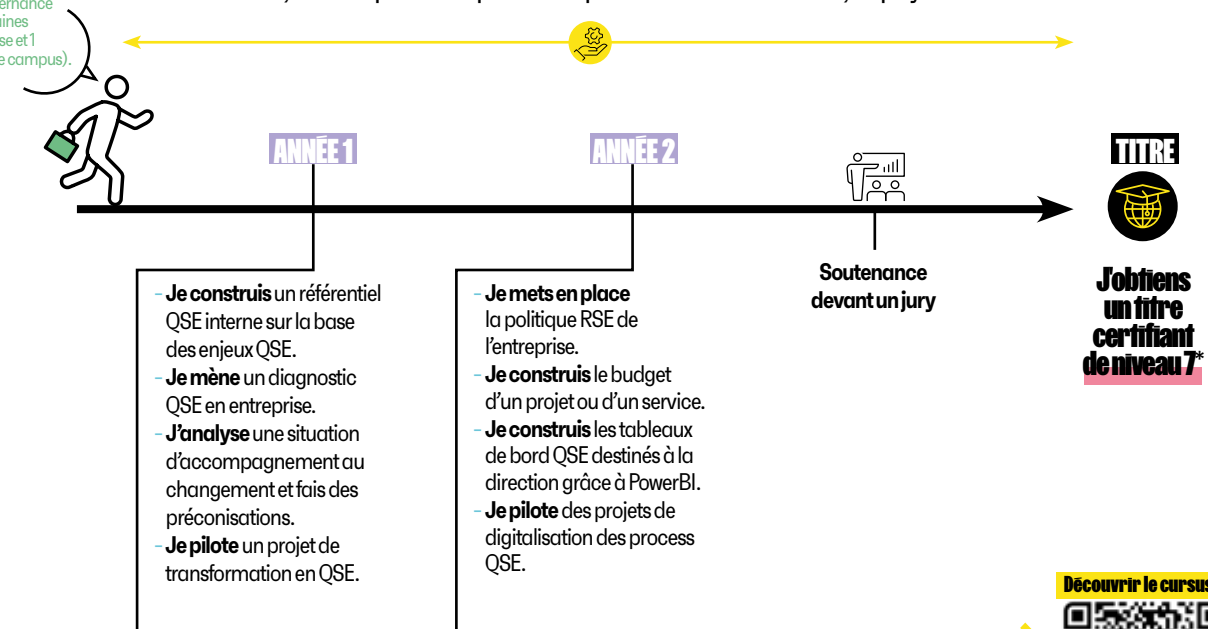 aines
se et 1
e campus).
ANNÉE 1
ANNÉE 2
TITRE
- Je construis un référentiel
QSE interne sur la base
des enjeux QSE.
- Je mène un diagnostic
QSE en entreprise.
- J'analyse une situation
d'accompagnement au
changement et fais des
préconisations.
- Je pilote un projet de
transformation en QSE.
- Je mets en place
la politique RSE de
l'entreprise.
- Je construis le budget
d'un projet ou d'un service.
- Je construis les tableaux
de bord QSE destinés à la
direction grâce à PowerBI.
- Je pilote des projets de
digitalisation des process
QSE.
Soutenance
devant un jury
J'obtiens
un titre
certifiant
de niveau 7*
Découvrir le cursus